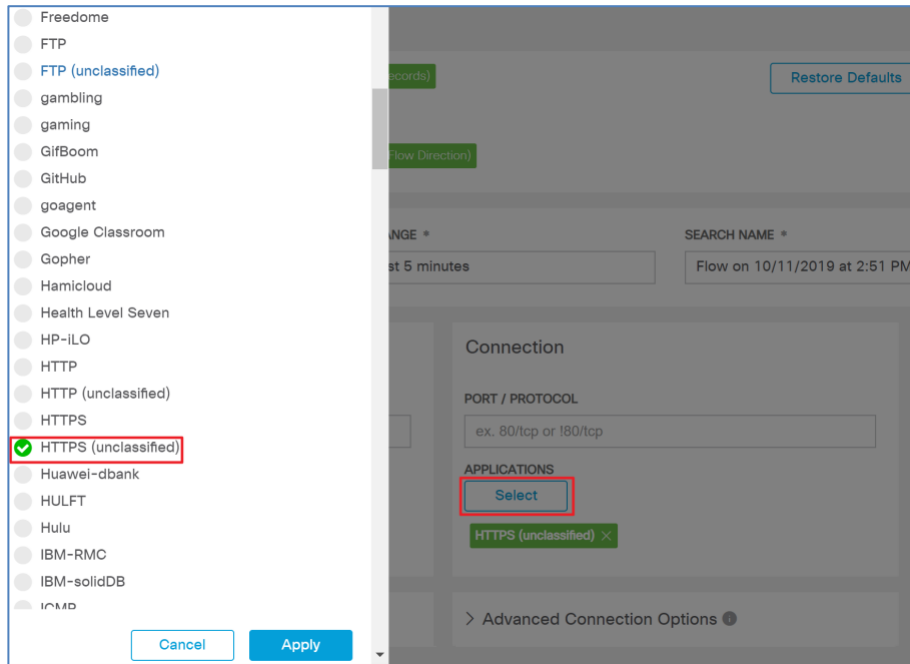 Freedome
FTP
FTP (unclassified)
gambling
gaming
GifBoom
GitHub
goagent
Google Classroom
Gopher
Hamicloud
Health Level Seven
HP-iLO
HTTP
HTTP (unclassified)
HTTPS
HTTPS (unclassified)
Huawei-dbank
HULFT
Hulu
IBM-RMC
IBM-solidDB
ICMP
Cancel
Apply
ecords)
Restore Defaults
Flow Direction)
ANGE *
st 5 minutes
SEARCH NAME *
Flow on 10/11/2019 at 2:51 PM
Connection
PORT / PROTOCOL
ex. 80/tcp or !80/tcp
APPLICATIONS
Select
HTTPS (unclassified) ×
> Advanced Connection Options